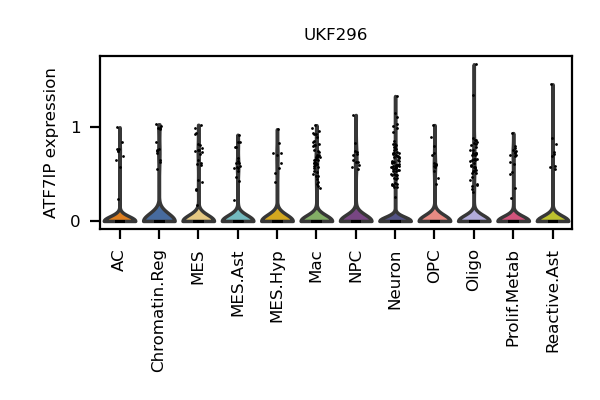 UKF296
ATF7IP expression
1
0
AC
Chromatin.Reg
MES
MES.Ast
MES.Hyp
Mac
NPC
Neuron
OPC
Oligo
Prolif.Metab
Reactive.Ast